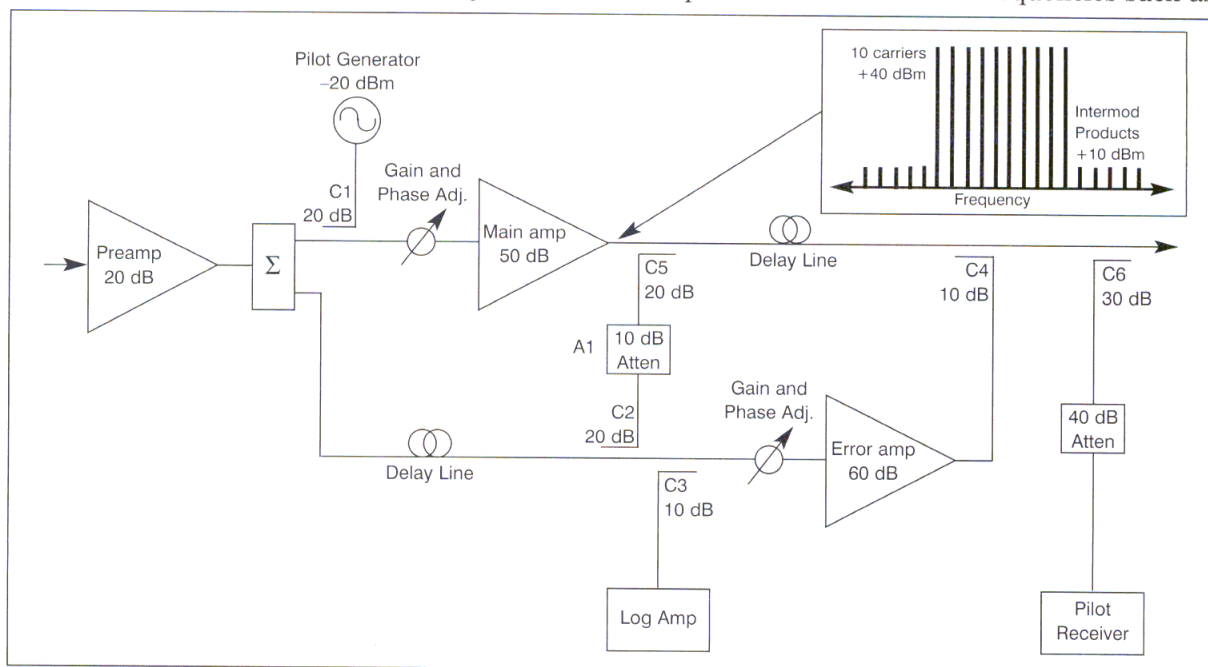 quencies such as
Pilot Generator
–20 dBm
10 carriers
+40 dBm
Intermod
Products
+10 dBm
Frequency
C1
20 dB
Gain and
Phase Adj.
Preamp
20 dB
Σ
Main amp
50 dB
Delay Line
C5
20 dB
C4
10 dB
C6
30 dB
A1
10 dB
Atten
C2
20 dB
Gain and
Phase Adj.
40 dB
Atten
Delay Line
Error amp
60 dB
C3
10 dB
Log Amp
Pilot
Receiver